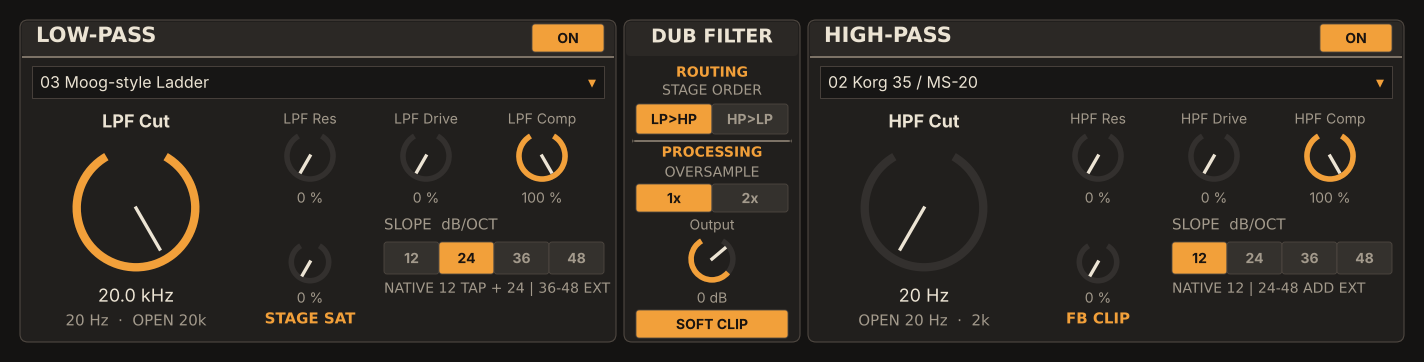 LOW-PASS
ON
03 Moog-style Ladder
LPF Cut
LPF Res
LPF Drive
LPF Comp
0 %
0 %
100 %
SLOPE dB/OCT
12
24
36
48
NATIVE 12 TAP + 24 | 36-48 EXT
20.0 kHz
20 Hz · OPEN 20k
0 %
STAGE SAT
DUB FILTER
ROUTING
STAGE ORDER
LP>HP
HP>LP
PROCESSING
OVERSAMPLE
1x
2x
Output
0 dB
SOFT CLIP
HIGH-PASS
ON
02 Korg 35 / MS-20
HPF Cut
HPF Res
HPF Drive
HPF Comp
0 %
0 %
100 %
SLOPE dB/OCT
12
24
36
48
NATIVE 12 | 24-48 ADD EXT
20 Hz
OPEN 20 Hz · 2k
0 %
FB CLIP